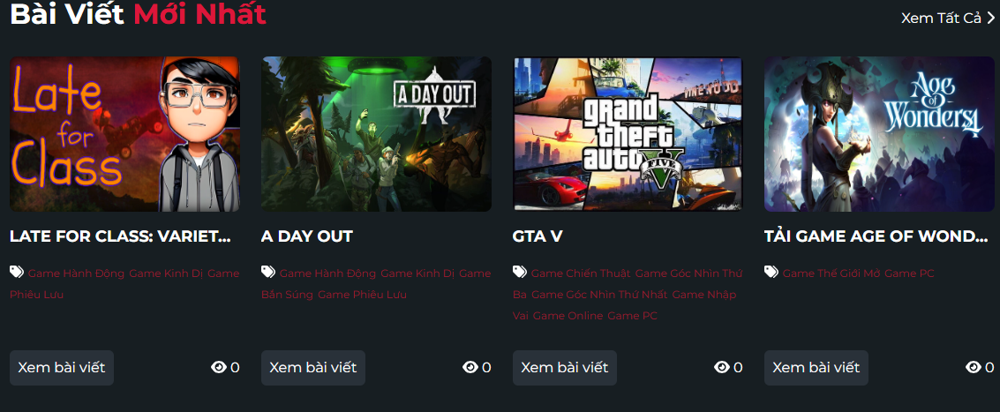 Bài Viết Mới Nhất
Xem Tất Cả
Late
for
Class
A DAY OUT
grand
theft
auto
V
FIVE
Age
of
Wonders 4
LATE FOR CLASS: VARIET...
A DAY OUT
GTA V
TẢI GAME AGE OF WOND...
Game Hành Động Game Kinh Dị Game
Phiêu Lưu
Game Hành Động Game Kinh Dị Game
Bắn Súng Game Phiêu Lưu
Game Chiến Thuật Game Góc Nhìn Thứ
Ba Game Góc Nhìn Thứ Nhất Game Nhập
Vai Game Online Game PC
Game Thế Giới Mở Game PC
Xem bài viết
0
Xem bài viết
0
Xem bài viết
0
Xem bài viết
0